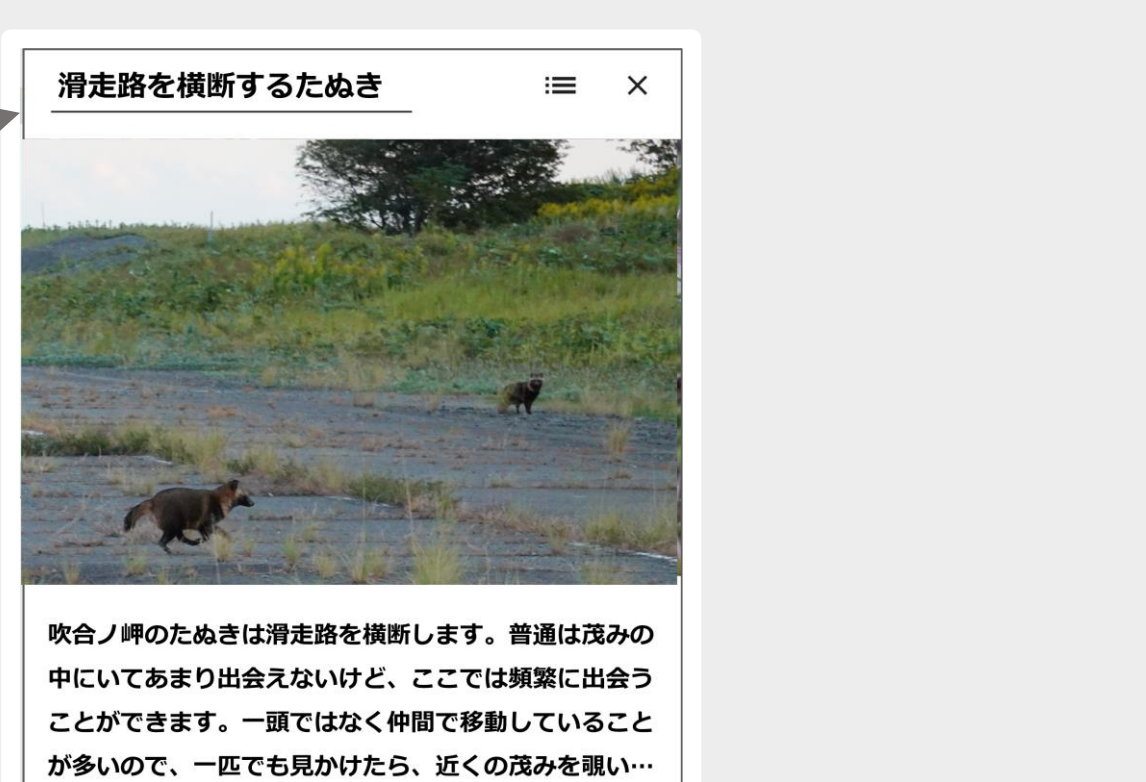 滑走路を横断するたぬき
吹合ノ岬のたぬきは滑走路を横断します。普通は茂みの
中にいてあまり出会えないけど、ここでは頻繁に出会う
ことができます。一頭ではなく仲間で移動していること
が多いので、一匹でも見かけたら、近くの茂みを覗い…